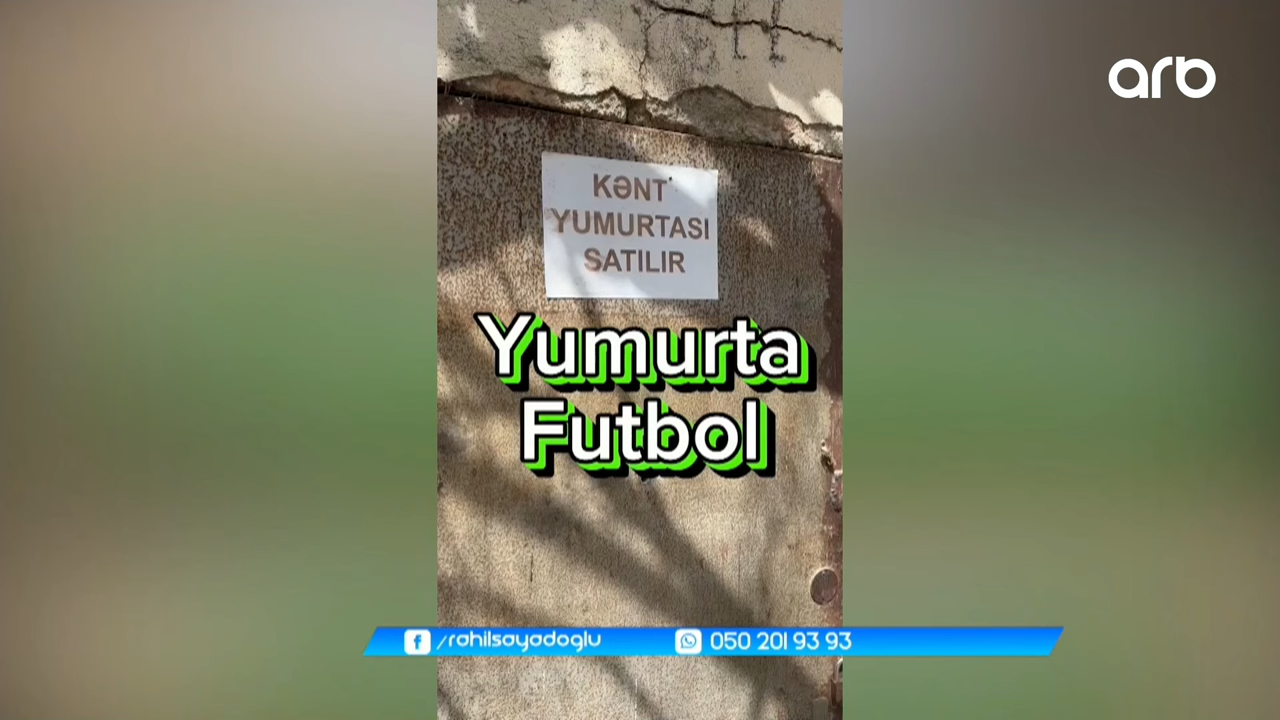 arb
KƏNT
YUMURTASI
SATILIR
Yumurta
Futbol
/rahilsayadoglu
050 201 93 93